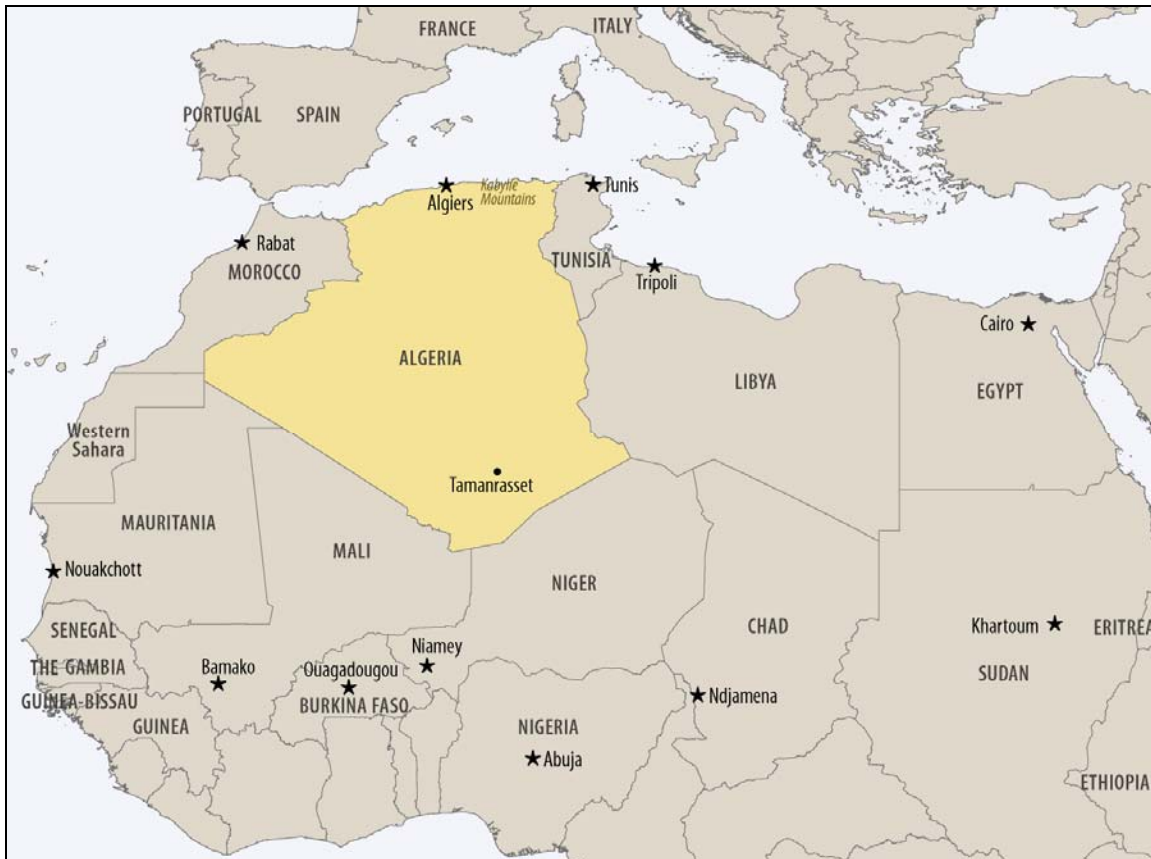 FRANCE
ITALY
PORTUGAL
SPAIN
Algiers
Kabylie
Mountains
Tunis
Rabat
MOROCCO
TUNISIA
Tripoli
Cairo
ALGERIA
LIBYA
EGYPT
Western
Sahara
Tamanrasset
MAURITANIA
MALI
Nouakchott
NIGER
SENEGAL
CHAD
Khartoum
ERITREA
THE GAMBIA
Bamako
Ouagadougou
Niamey
SUDAN
GUINEA-BISSAU
BURKINA FASO
Ndjamena
GUINEA
NIGERIA
Abuja
ETHIOPIA